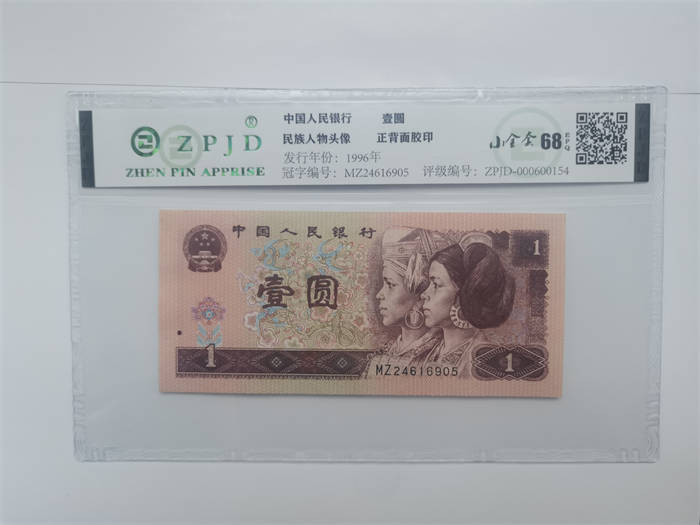 ZPJD®
ZHEN PIN APPRISE
中国人民银行 壹圆
民族人物头像 正背面胶印
发行年份：1996年
冠字编号：MZ24616905 评级编号：ZPJD-000600154
68 EPQ
中国人民银行
壹圆
1
1
1
MZ24616905